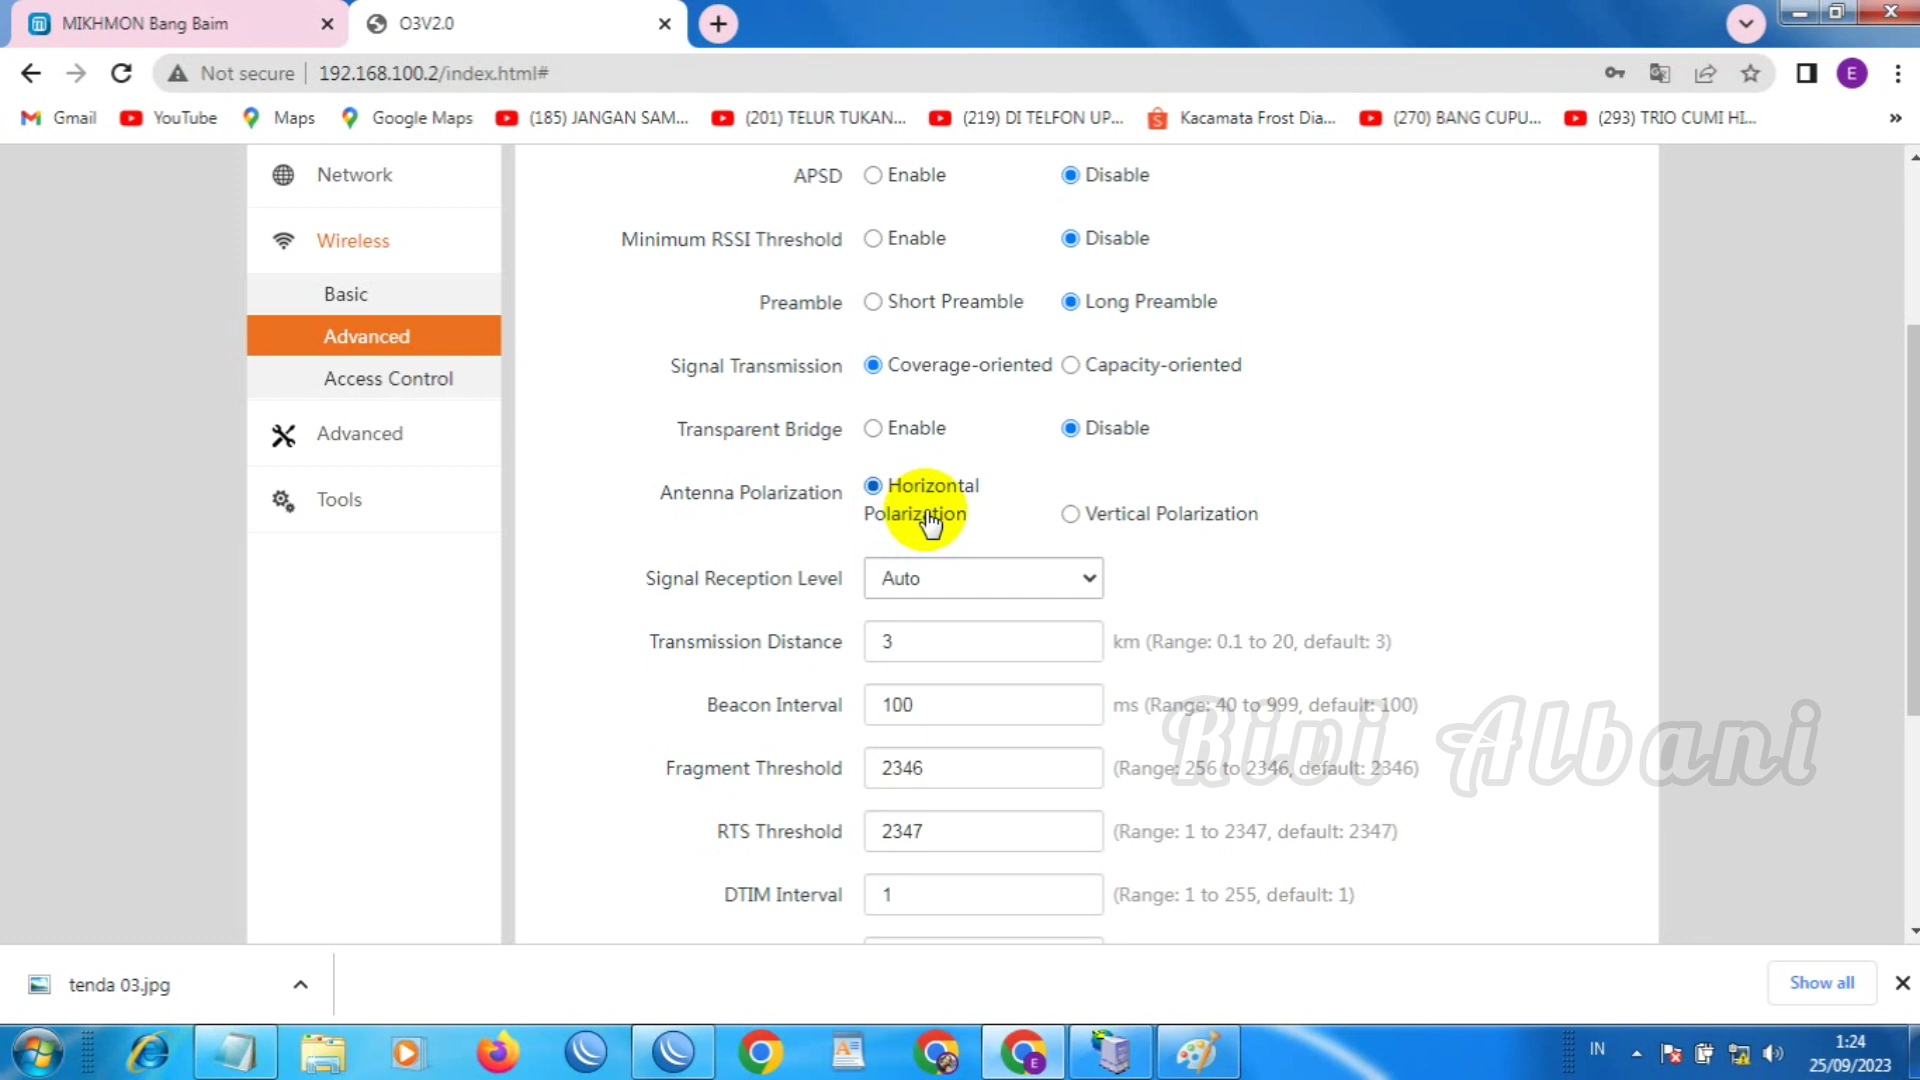 MIKHMON Bang Baim
O3V2.0
Not secure
192.168.100.2/index.html#
E
Gmail
YouTube
Maps
Google Maps
(185) JANGAN SAM...
(201) TELUR TUKAN...
(219) DI TELFON UP...
Kacamata Frost Dia...
(270) BANG CUPU...
(293) TRIO CUMI HI...
»
Network
Wireless
Basic
Advanced
Access Control
Advanced
Tools
APSD Enable Disable
Minimum RSSI Threshold Enable Disable
Preamble Short Preamble Long Preamble
Signal Transmission Coverage-oriented Capacity-oriented
Transparent Bridge Enable Disable
Antenna Polarization Horizontal
Polarization Vertical Polarization
Signal Reception Level Auto
Transmission Distance 3 km (Range: 0.1 to 20, default: 3)
Beacon Interval 100 ms (Range: 40 to 999, default: 100)
Fragment Threshold 2346 (Range: 256 to 2346, default: 2346)
RTS Threshold 2347 (Range: 1 to 2347, default: 2347)
DTIM Interval 1 (Range: 1 to 255, default: 1)
Rivi Albani
tenda 03.jpg
Show all
IN
1:24
25/09/2023